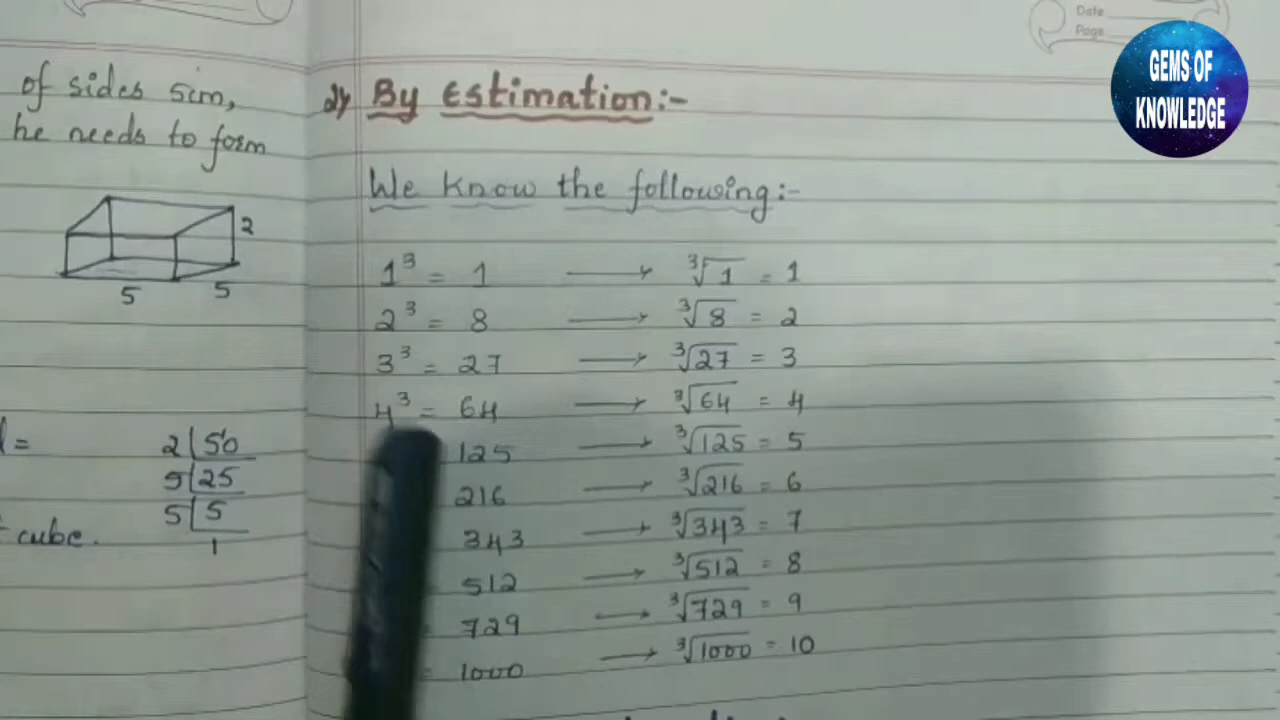 of sides 5cm,
he needs to form
2
5 5
d=
2 50
5 25
5 5
1
cube.
Date
Page
GEMS OF
KNOWLEDGE
2) By Estimation:-
We know the following:-
1³ = 1 → ∛1 = 1
2³ = 8 → ∛8 = 2
3³ = 27 → ∛27 = 3
4³ = 64 → ∛64 = 4
125 → ∛125 = 5
216 → ∛216 = 6
343 → ∛343 = 7
512 → ∛512 = 8
= 729 → ∛729 = 9
= 1000 → ∛1000 = 10